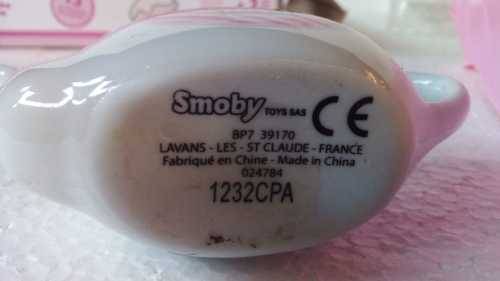 Smoby TOYS SAS CE
BP7 39170
LAVANS - LES - ST CLAUDE - FRANCE
Fabriqué en Chine - Made in China
024784
1232CPA